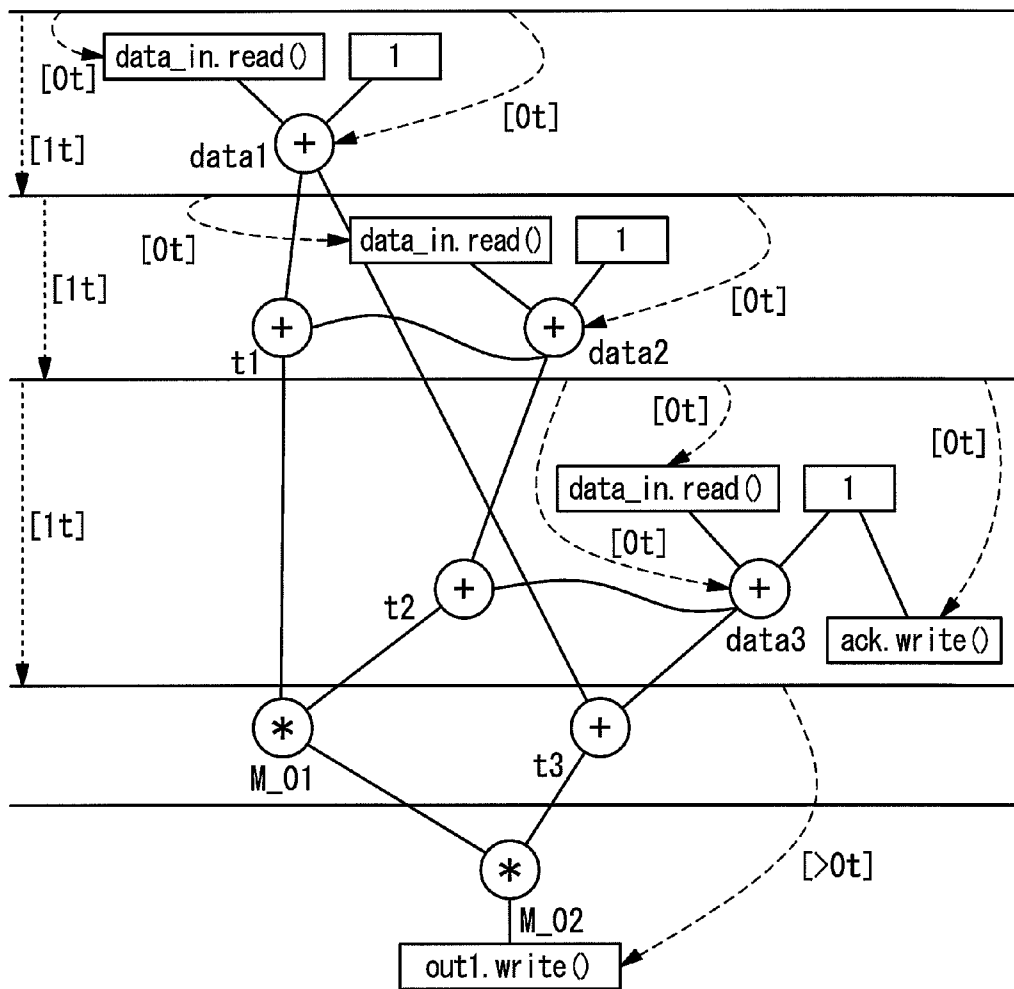 data_in.read()
1
[0t]
[0t]
+
data1
[1t]
data_in.read()
1
[0t]
[1t]
[0t]
+
+
t1
data2
[0t]
[0t]
data_in.read()
1
[1t]
[0t]
+
+
t2
data3
ack.write()
*
+
M_01
t3
[>0t]
*
M_02
out1.write()